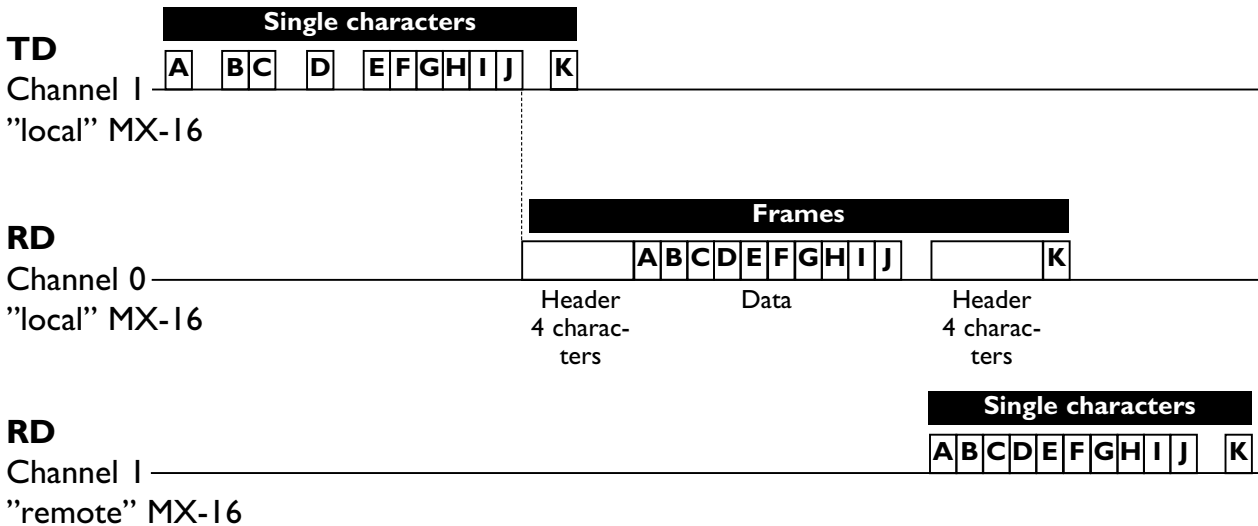 Single characters
TD
A B C D E F G H I J K
Channel 1
”local” MX-16
Frames
RD
A B C D E F G H I J K
Channel 0
Header Data Header
”local” MX-16
4 charac- 4 charac-
ters ters
Single characters
RD
A B C D E F G H I J K
Channel 1
”remote” MX-16